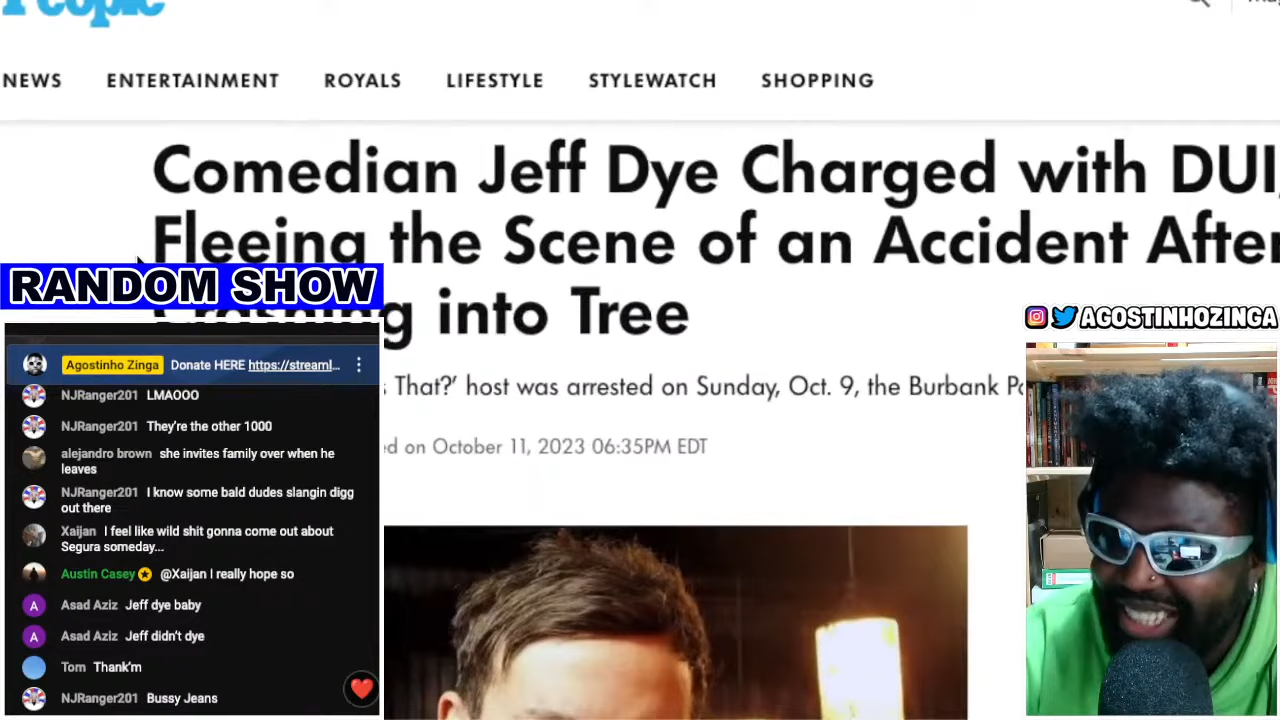 People
NEWS ENTERTAINMENT ROYALS LIFESTYLE STYLEWATCH SHOPPING
Comedian Jeff Dye Charged with DUI,
Fleeing the Scene of an Accident After
Crashing into Tree
That?' host was arrested on Sunday, Oct. 9, the Burbank
on October 11, 2023 06:35PM EDT
RANDOM SHOW
Agostinho Zinga Donate HERE https://streaml...
NJRanger201 LMAOOO
NJRanger201 They're the other 1000
alejandro brown she invites family over when he
leaves
NJRanger201 I know some bald dudes slangin digg
out there
Xaijan I feel like wild shit gonna come out about
Segura someday...
Austin Casey @Xaijan I really hope so
A Asad Aziz Jeff dye baby
A Asad Aziz Jeff didn't dye
Tom Thank'm
NJRanger201 Bussy Jeans
@AGOSTINHOZINGA